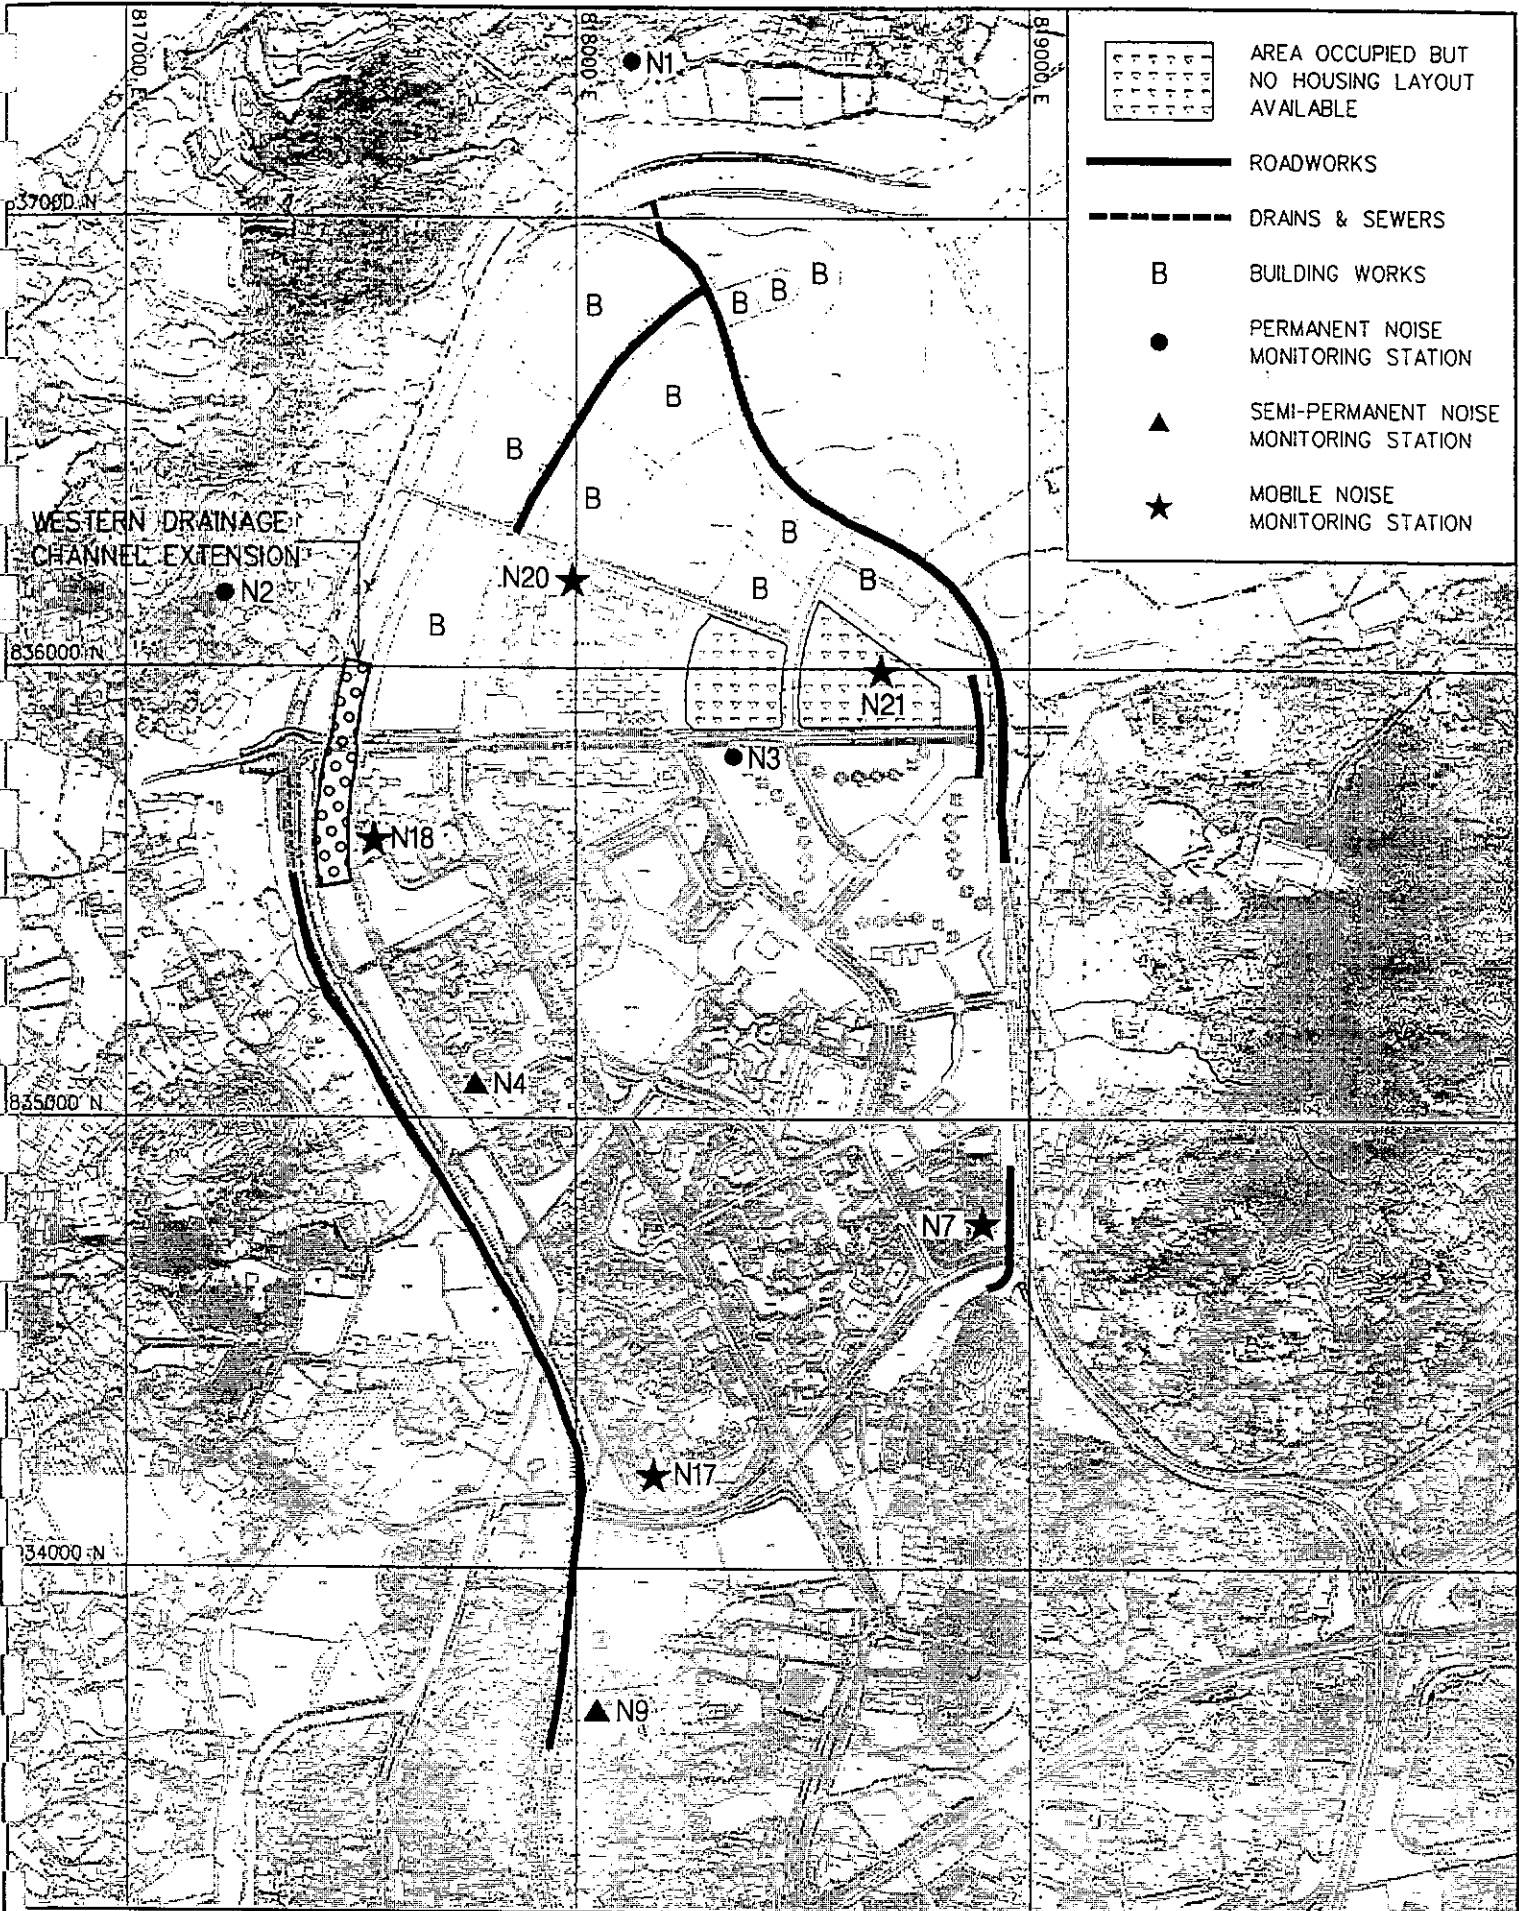 817000 E
818000 E
819000 E
N1
AREA OCCUPIED BUT
NO HOUSING LAYOUT
AVAILABLE
ROADWORKS
DRAINS & SEWERS
B BUILDING WORKS
PERMANENT NOISE
MONITORING STATION
SEMI-PERMANENT NOISE
MONITORING STATION
MOBILE NOISE
MONITORING STATION
37000 N
B
B
B
B
B
B
B
B
WESTERN DRAINAGE
CHANNEL EXTENSION
N2
N20
B
B
B
836000 N
N21
N3
N18
N4
835000 N
N7
N17
34000 N
N9